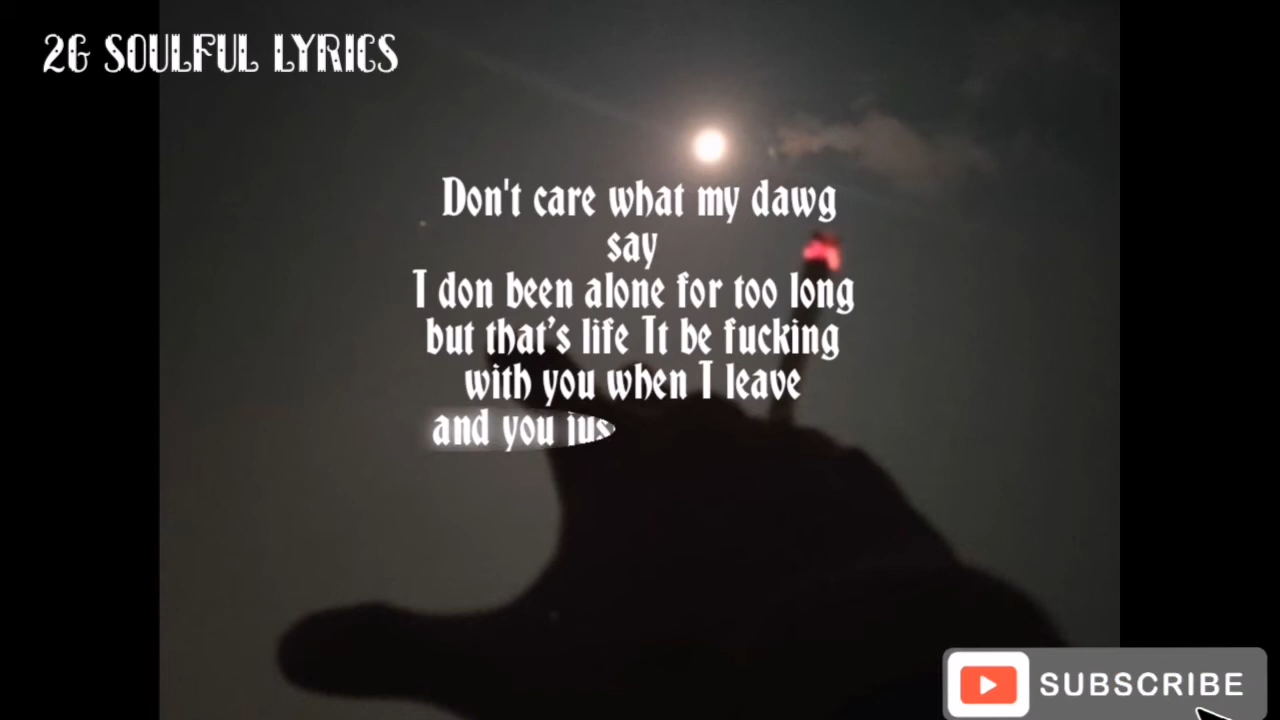 2G SOULFUL LYRICS
Don't care what my dawg
say
I don been alone for too long
but that's life It be fucking
with you when I leave
and you jus
SUBSCRIBE